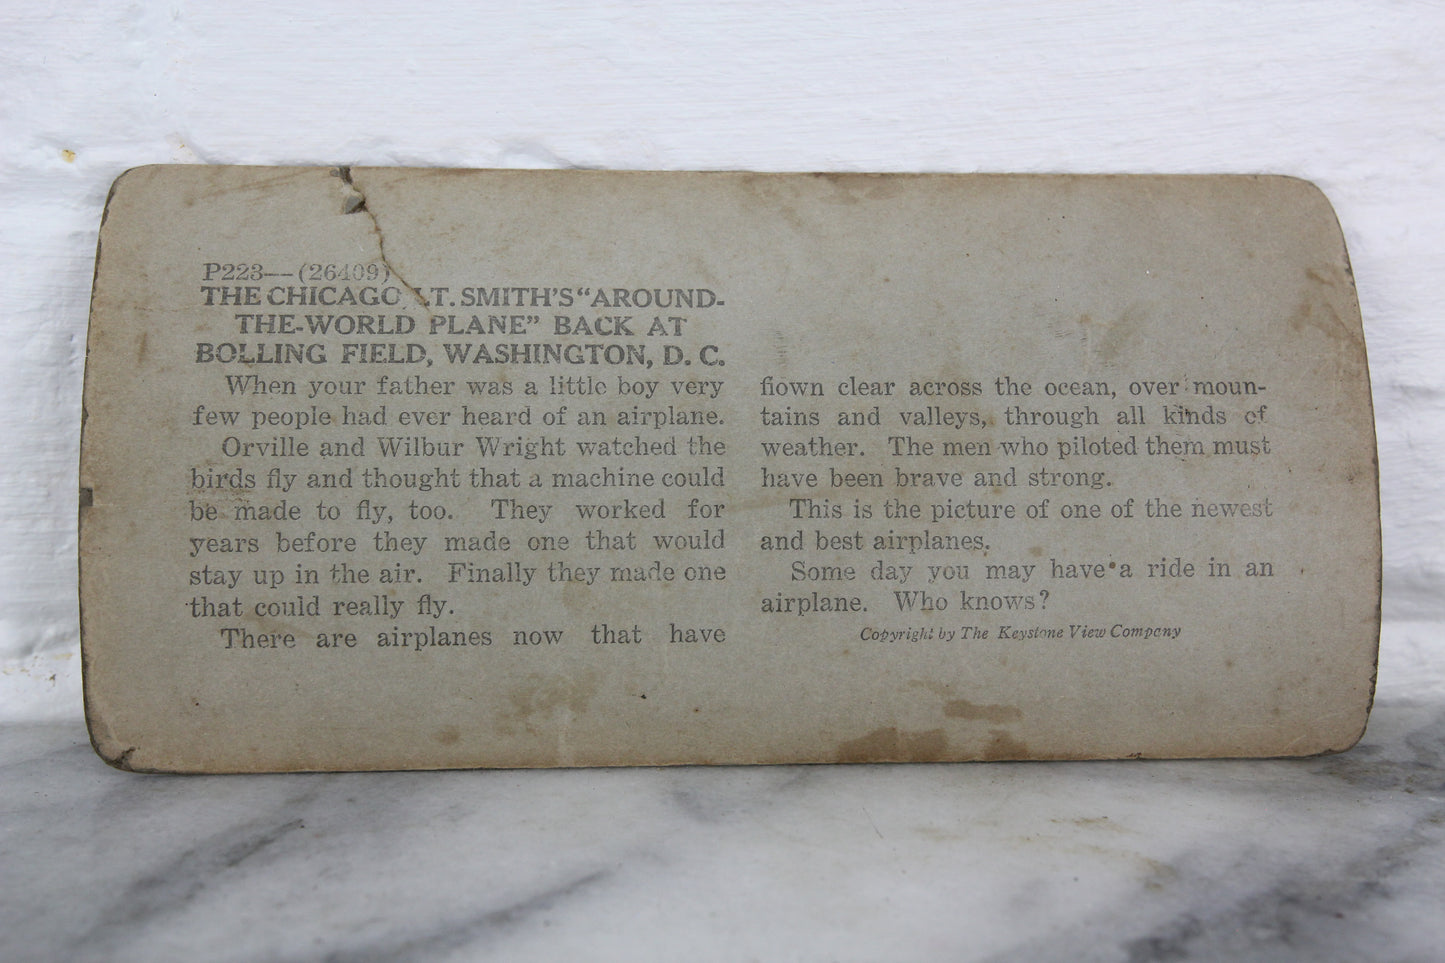 P223—(26409)
THE CHICAGO LT. SMITH'S "AROUND-
THE-WORLD PLANE" BACK AT
BOLLING FIELD, WASHINGTON, D. C.
When your father was a little boy very
few people had ever heard of an airplane.
Orville and Wilbur Wright watched the
birds fly and thought that a machine could
be made to fly, too. They worked for
years before they made one that would
stay up in the air. Finally they made one
that could really fly.
There are airplanes now that have
flown clear across the ocean, over moun-
tains and valleys, through all kinds of
weather. The men who piloted them must
have been brave and strong.
This is the picture of one of the newest
and best airplanes.
Some day you may have a ride in an
airplane. Who knows?
Copyright by The Keystone View Company